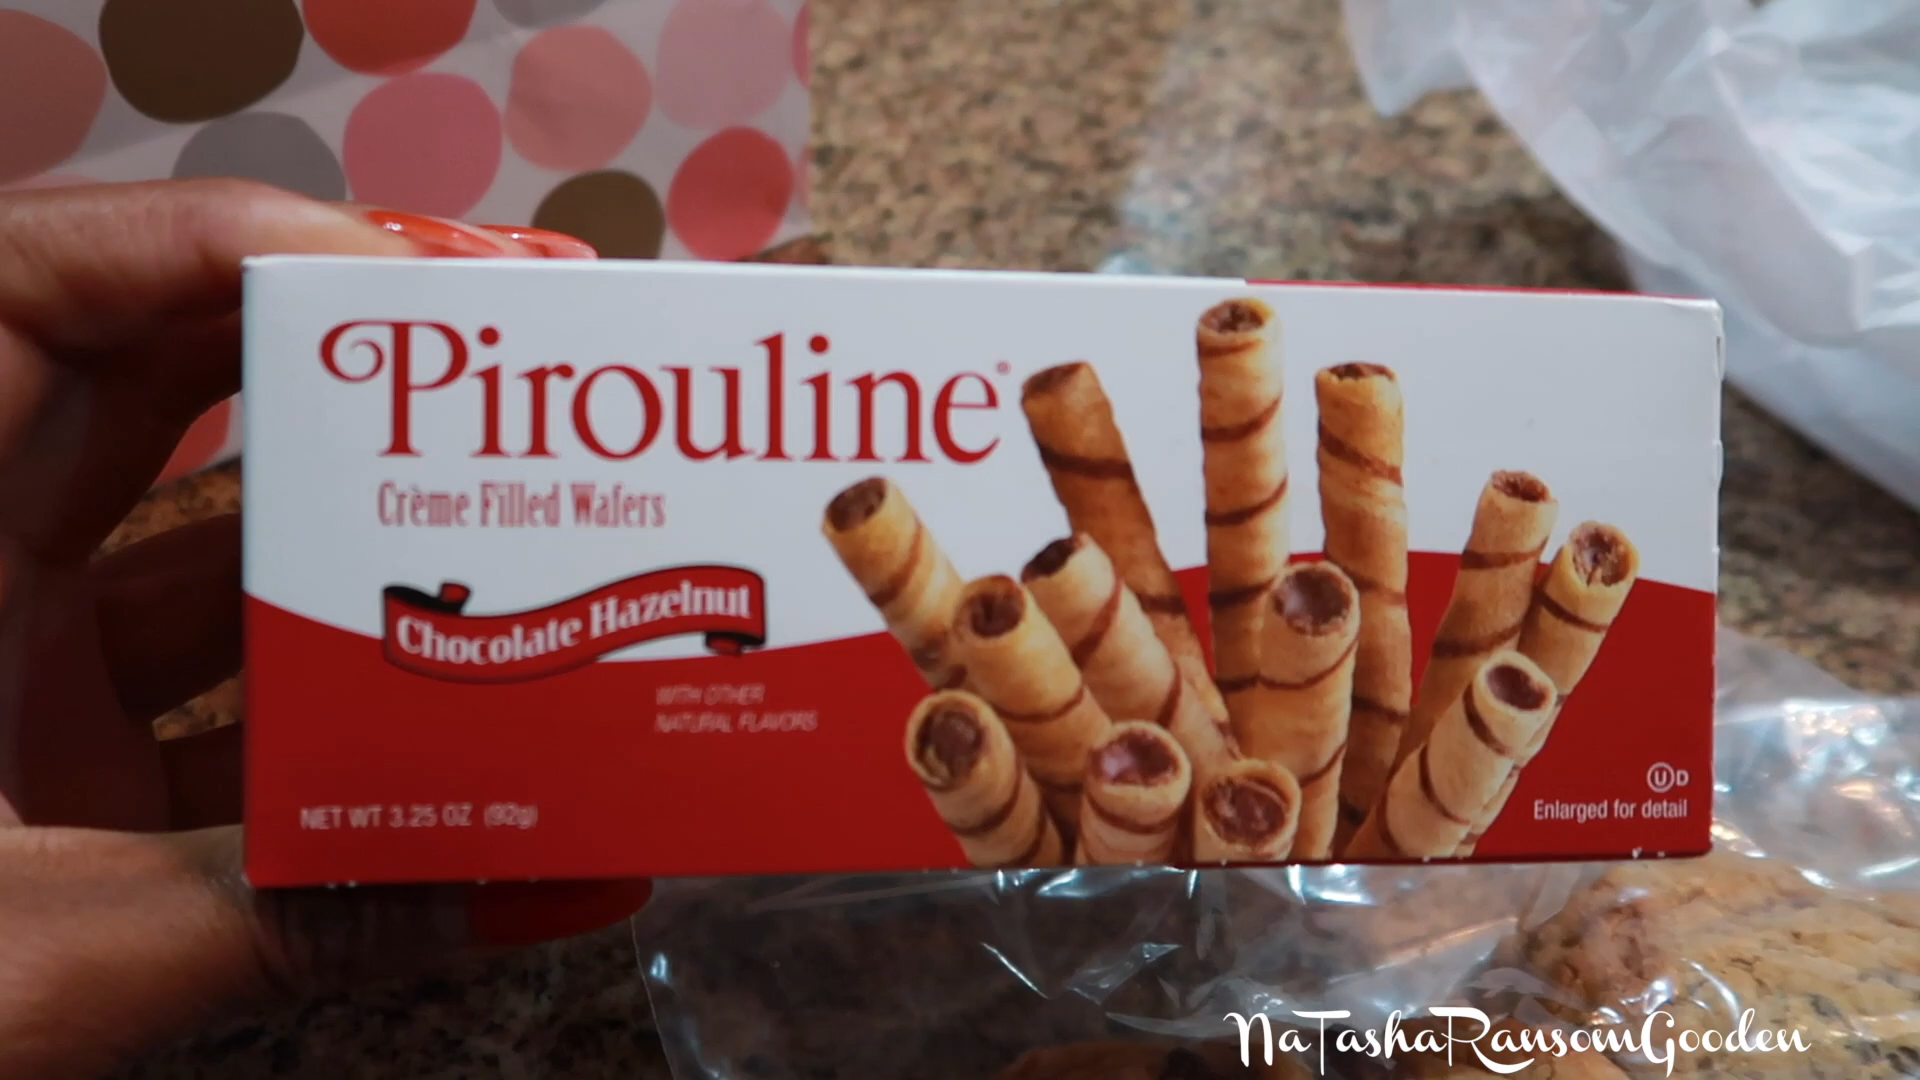 Pirouline®
Crème Filled Wafers
Chocolate Hazelnut
WITH OTHER
NATURAL FLAVORS
NET WT 3.25 OZ (92g)
ⓊD
Enlarged for detail
NaTashaRansomGooden